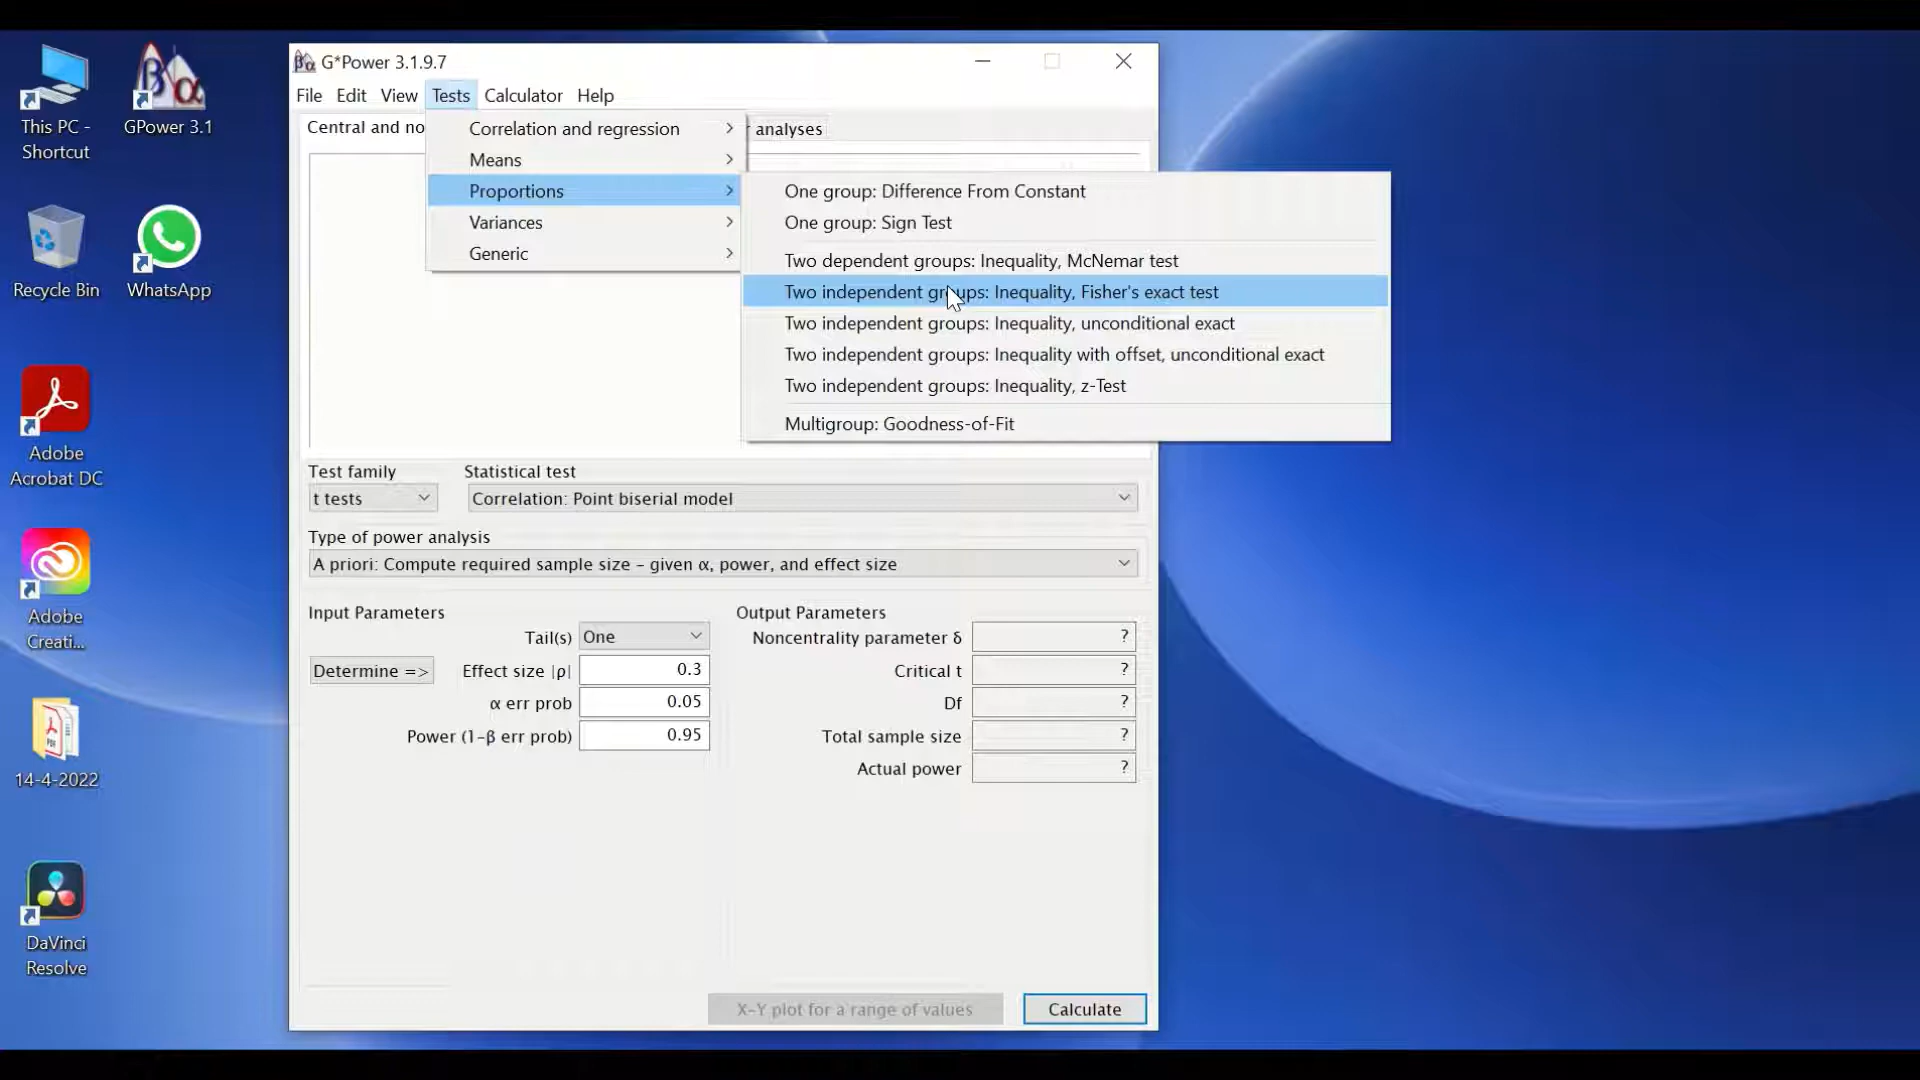 This PC -
Shortcut
GPower 3.1
Recycle Bin
WhatsApp
Adobe
Acrobat DC
Adobe
Creati...
14-4-2022
DaVinci
Resolve
G*Power 3.1.9.7
File Edit View Tests Calculator Help
Central and no
analyses
Correlation and regression
Means
Proportions
Variances
Generic
One group: Difference From Constant
One group: Sign Test
Two dependent groups: Inequality, McNemar test
Two independent groups: Inequality, Fisher's exact test
Two independent groups: Inequality, unconditional exact
Two independent groups: Inequality with offset, unconditional exact
Two independent groups: Inequality, z-Test
Multigroup: Goodness-of-Fit
Test family Statistical test
t tests Correlation: Point biserial model
Type of power analysis
A priori: Compute required sample size - given α, power, and effect size
Input Parameters
Tail(s) One
Determine => Effect size |ρ| 0.3
α err prob 0.05
Power (1-β err prob) 0.95
Output Parameters
Noncentrality parameter δ ?
Critical t ?
Df ?
Total sample size ?
Actual power ?
X-Y plot for a range of values Calculate